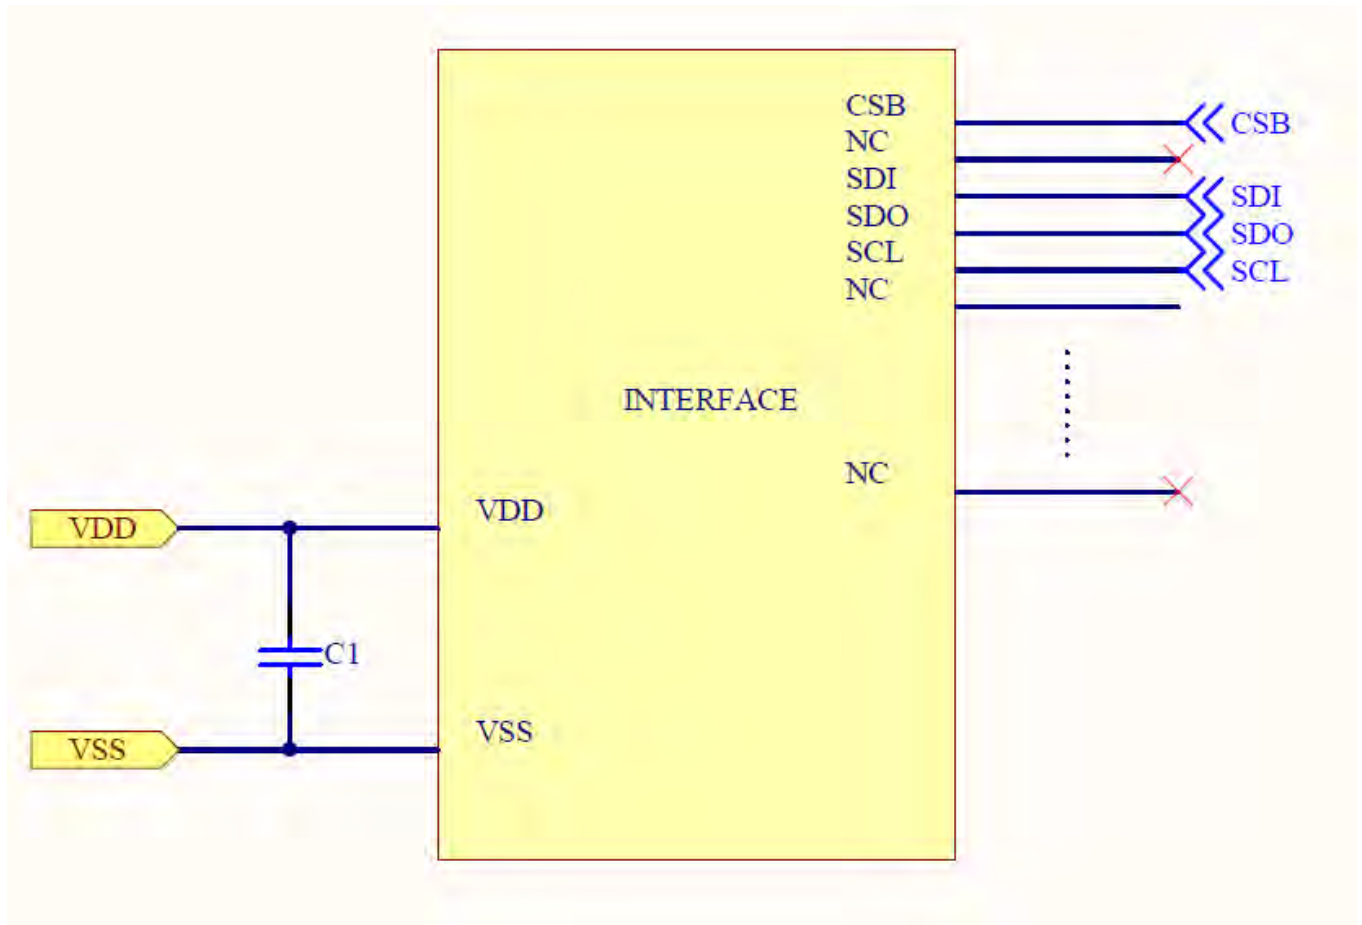 CSB
CSB
NC
SDI
SDI
SDO
SDO
SCL
SCL
NC
INTERFACE
NC
VDD
VDD
C1
VSS
VSS